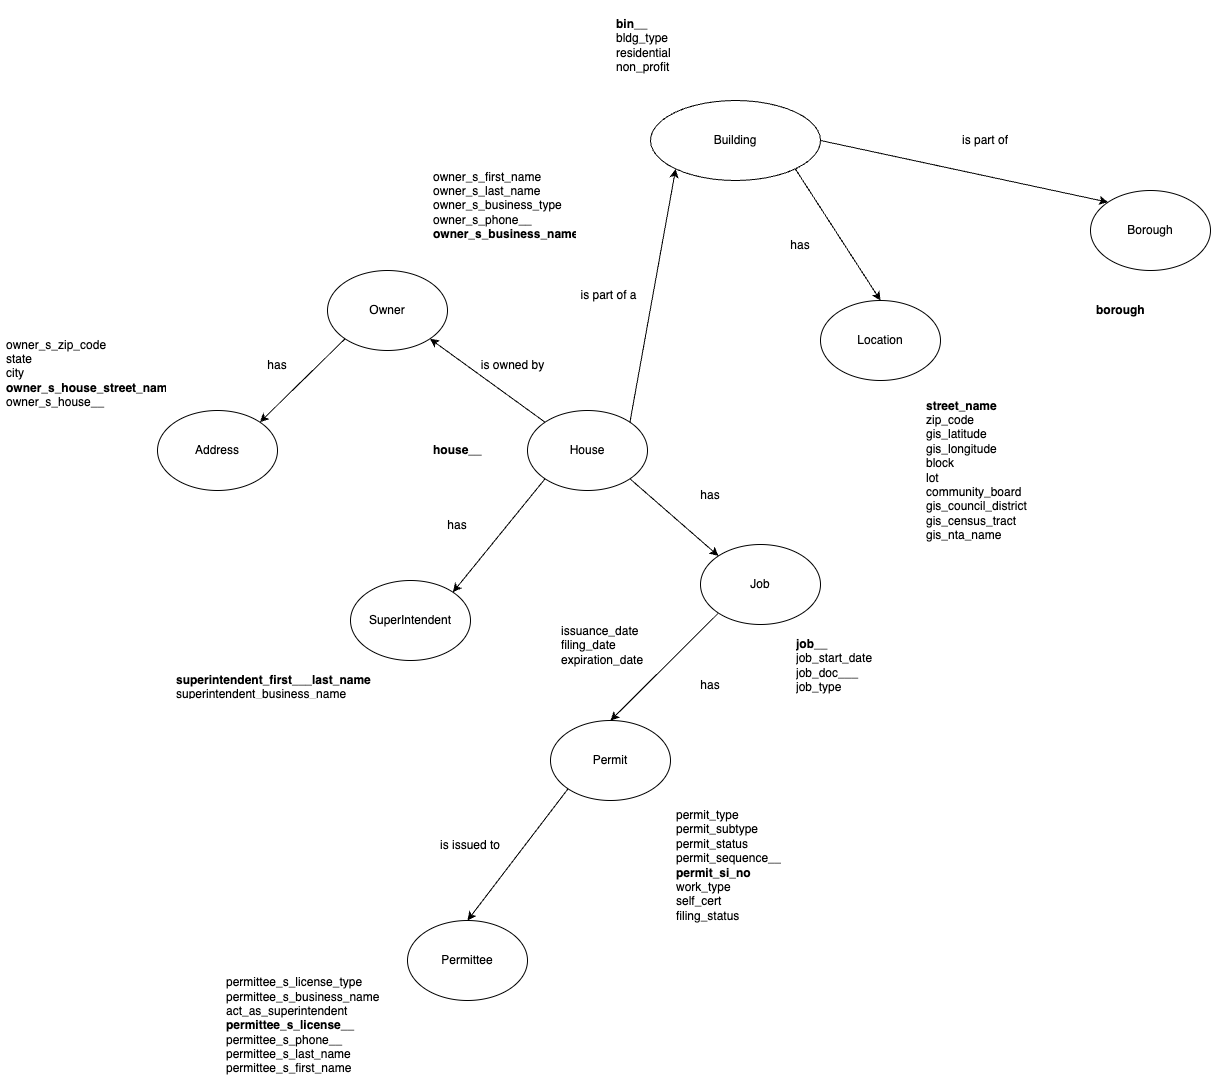 bin__
bldg_type
residential
non_profit
Building
is part of
Borough
borough
has
Location
street_name
zip_code
gis_latitude
gis_longitude
block
lot
community_board
gis_council_district
gis_census_tract
gis_nta_name
owner_s_first_name
owner_s_last_name
owner_s_business_type
owner_s_phone__
owner_s_business_name
is part of a
Owner
is owned by
has
owner_s_zip_code
state
city
owner_s_house_street_nam
owner_s_house__
Address
house__
House
has
SuperIntendent
superintendent_first___last_name
superintendent_business_name
has
Job
job__
job_start_date
job_doc___
job_type
issuance_date
filing_date
expiration_date
has
Permit
permit_type
permit_subtype
permit_status
permit_sequence__
permit_si_no
work_type
self_cert
filing_status
is issued to
Permittee
permittee_s_license_type
permittee_s_business_name
act_as_superintendent
permittee_s_license__
permittee_s_phone__
permittee_s_last_name
permittee_s_first_name